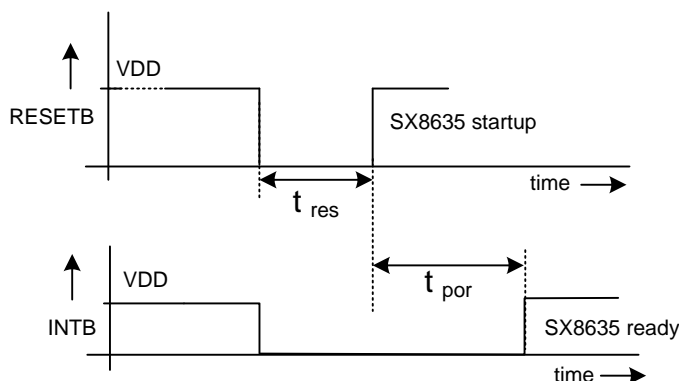 VDD
RESETB
SX8635 startup
time
t res
VDD
t por
INTB
SX8635 ready
time